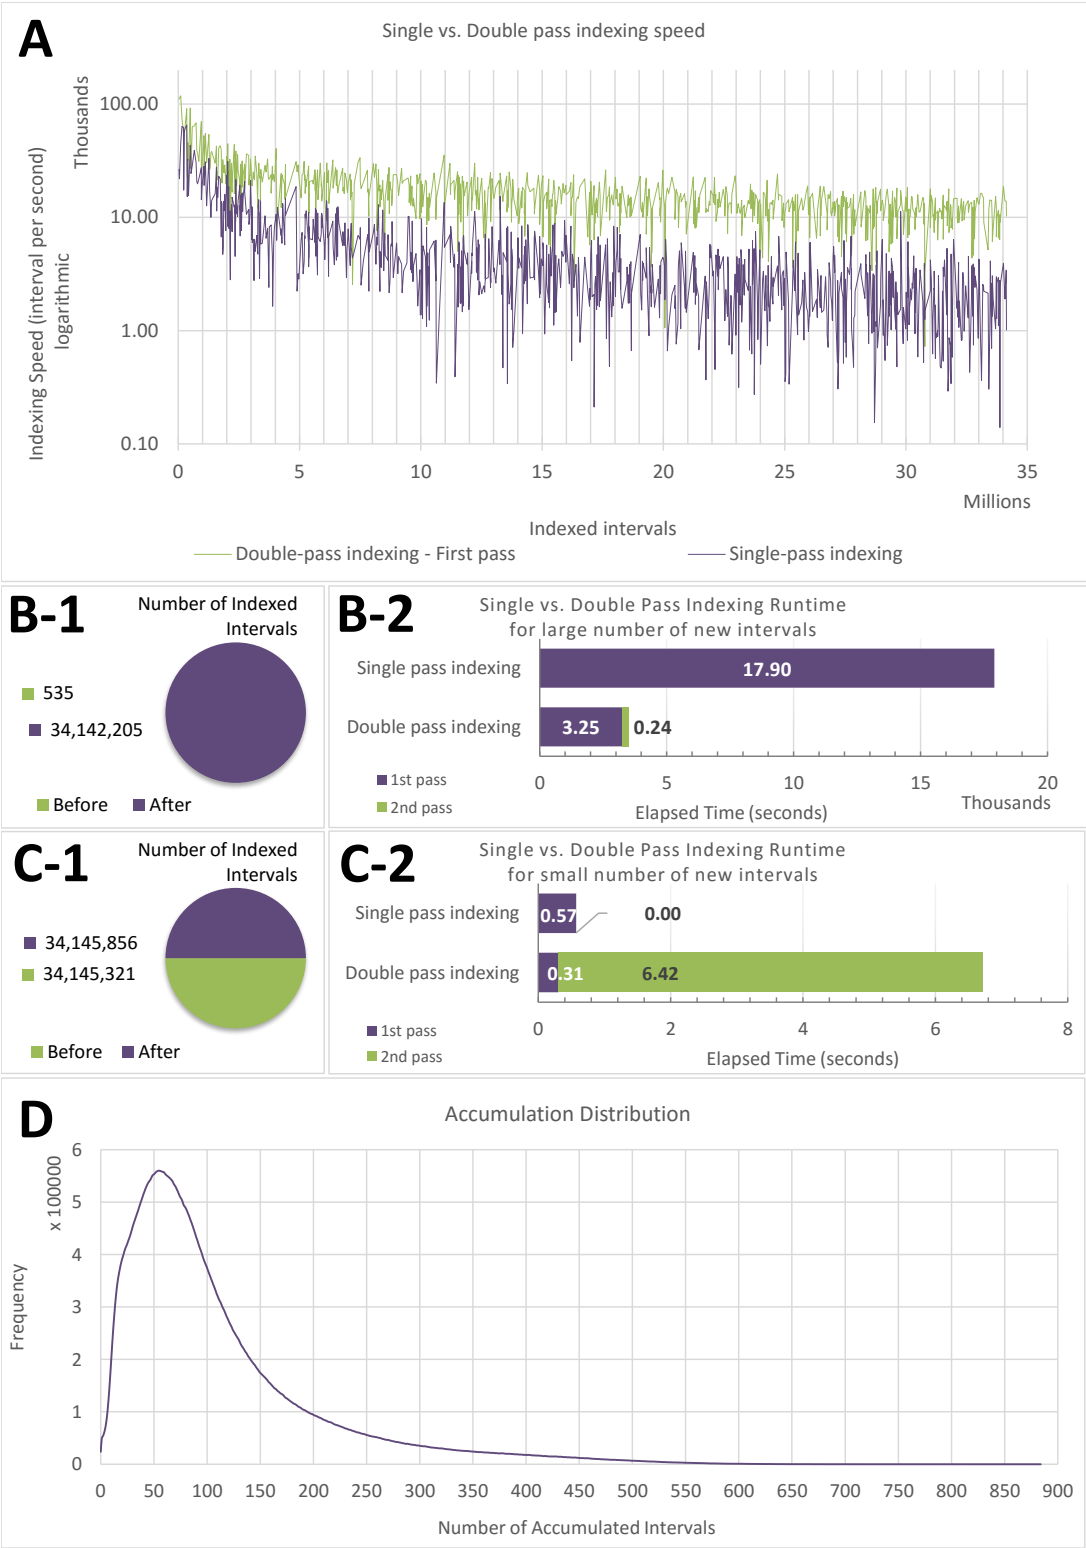 A
Single vs. Double pass indexing speed
Indexing Speed (interval per second)
logarithmic
Thousands
100.00
10.00
1.00
0.10
0 5 10 15 20 25 30 35
Millions
Indexed intervals
Double-pass indexing - First pass Single-pass indexing
B-1
Number of Indexed
Intervals
535
34,142,205
Before After
B-2
Single vs. Double Pass Indexing Runtime
for large number of new intervals
Single pass indexing 17.90
Double pass indexing 3.25 0.24
1st pass
2nd pass
0 5 10 15 20
Thousands
Elapsed Time (seconds)
C-1
Number of Indexed
Intervals
34,145,856
34,145,321
Before After
C-2
Single vs. Double Pass Indexing Runtime
for small number of new intervals
Single pass indexing 0.57 0.00
Double pass indexing 0.31 6.42
1st pass
2nd pass
0 2 4 6 8
Elapsed Time (seconds)
D
Accumulation Distribution
Frequency
x 100000
6
5
4
3
2
1
0
0 50 100 150 200 250 300 350 400 450 500 550 600 650 700 750 800 850 900
Number of Accumulated Intervals